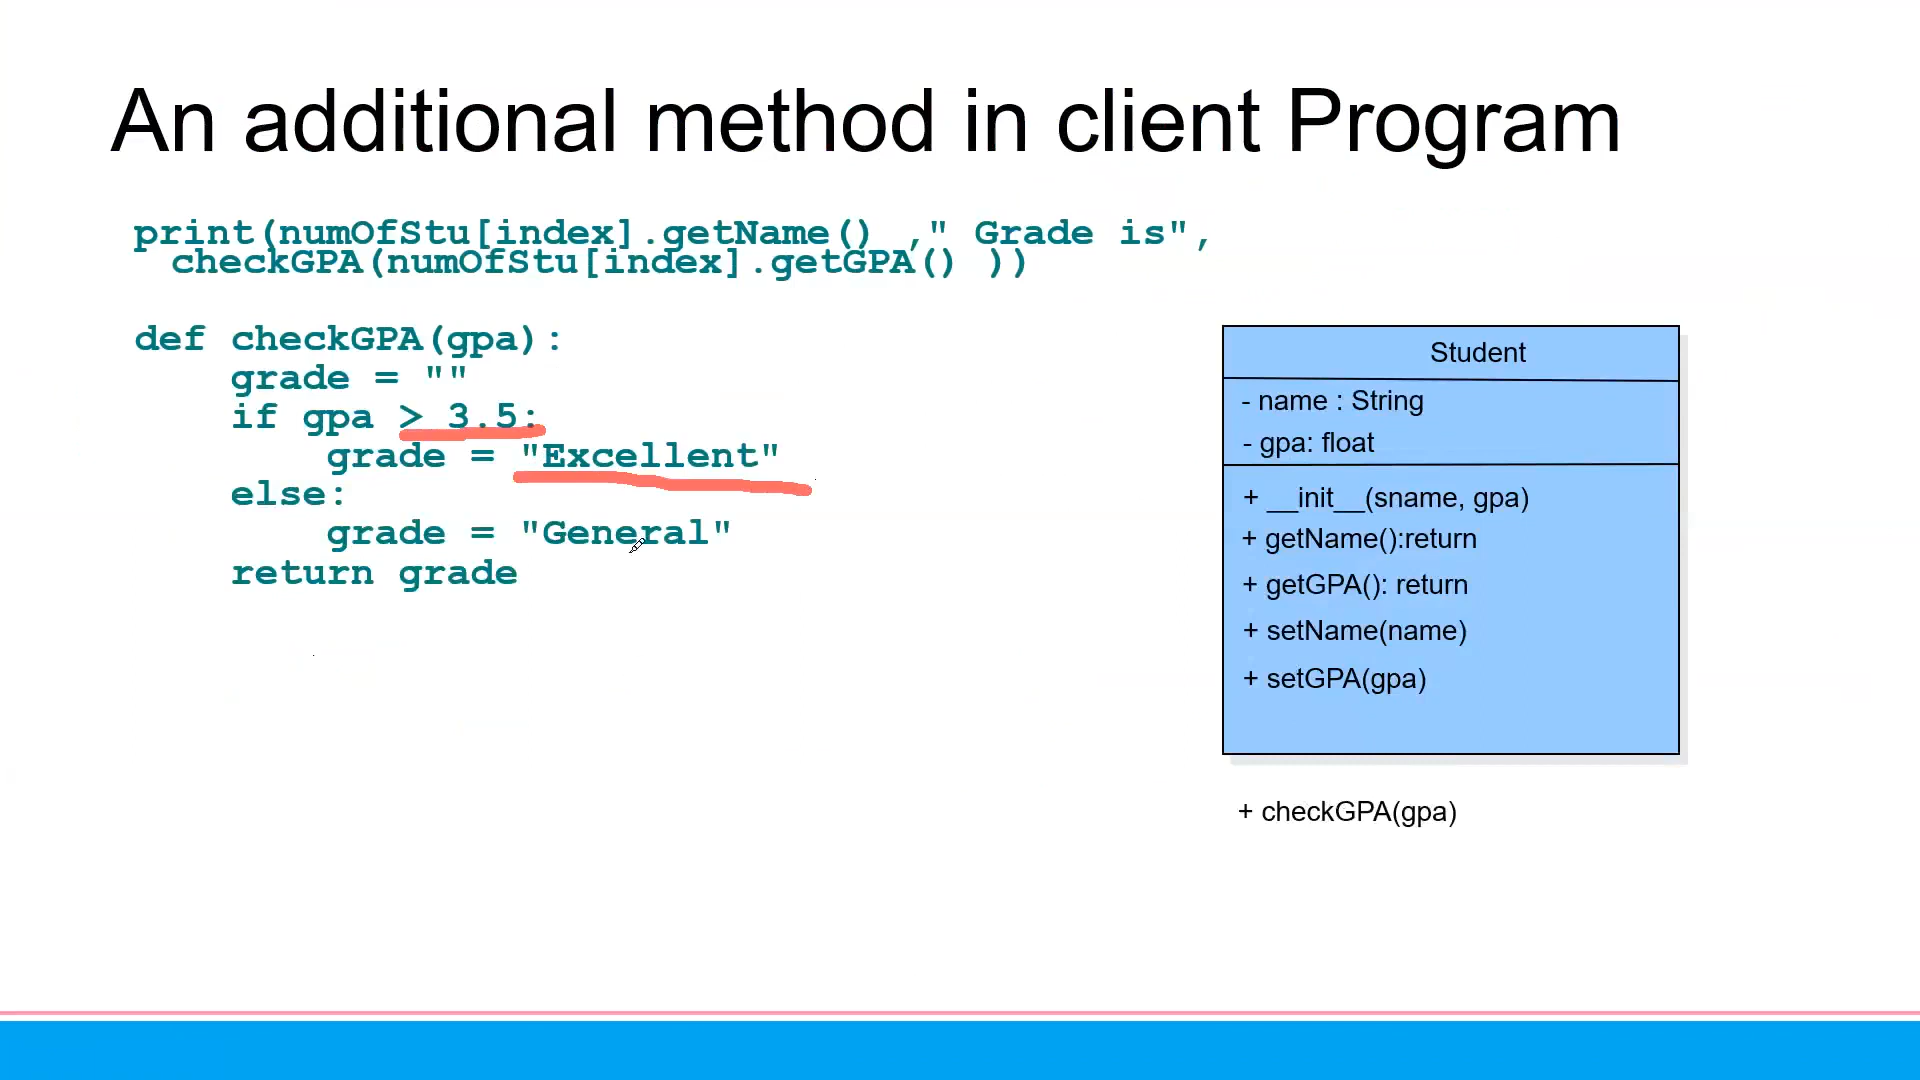 An additional method in client Program
print(numOfStu[index].getName() ," Grade is",
checkGPA(numOfStu[index].getGPA() ))
def checkGPA(gpa):
grade = ""
if gpa > 3.5:
grade = "Excellent"
else:
grade = "General"
return grade
Student
- name : String
- gpa: float
+ __init__(sname, gpa)
+ getName():return
+ getGPA(): return
+ setName(name)
+ setGPA(gpa)
+ checkGPA(gpa)